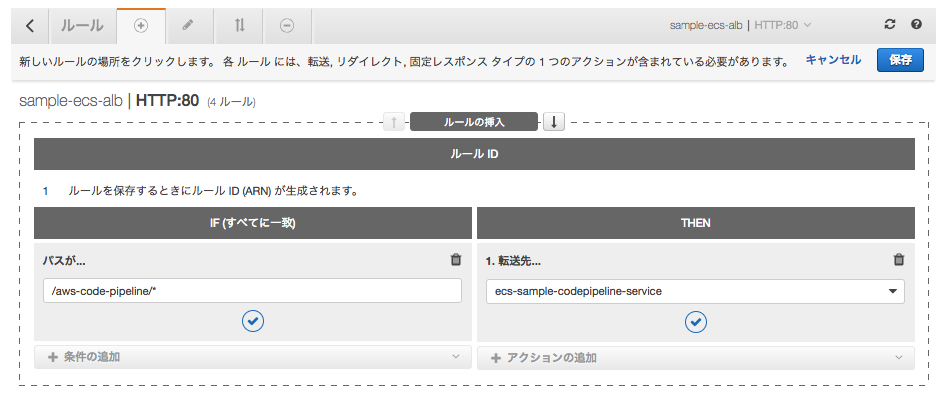 ルール
sample-ecs-alb | HTTP:80
新しいルールの場所をクリックします。 各 ルール には、転送, リダイレクト, 固定レスポンス タイプの 1 つのアクションが含まれている必要があります。
キャンセル
保存
sample-ecs-alb | HTTP:80 (4 ルール)
ルールの挿入
ルール ID
1 ルールを保存するときにルール ID (ARN) が生成されます。
IF (すべてに一致)
THEN
パスが...
1. 転送先...
/aws-code-pipeline/*
ecs-sample-codepipeline-service
条件の追加
アクションの追加